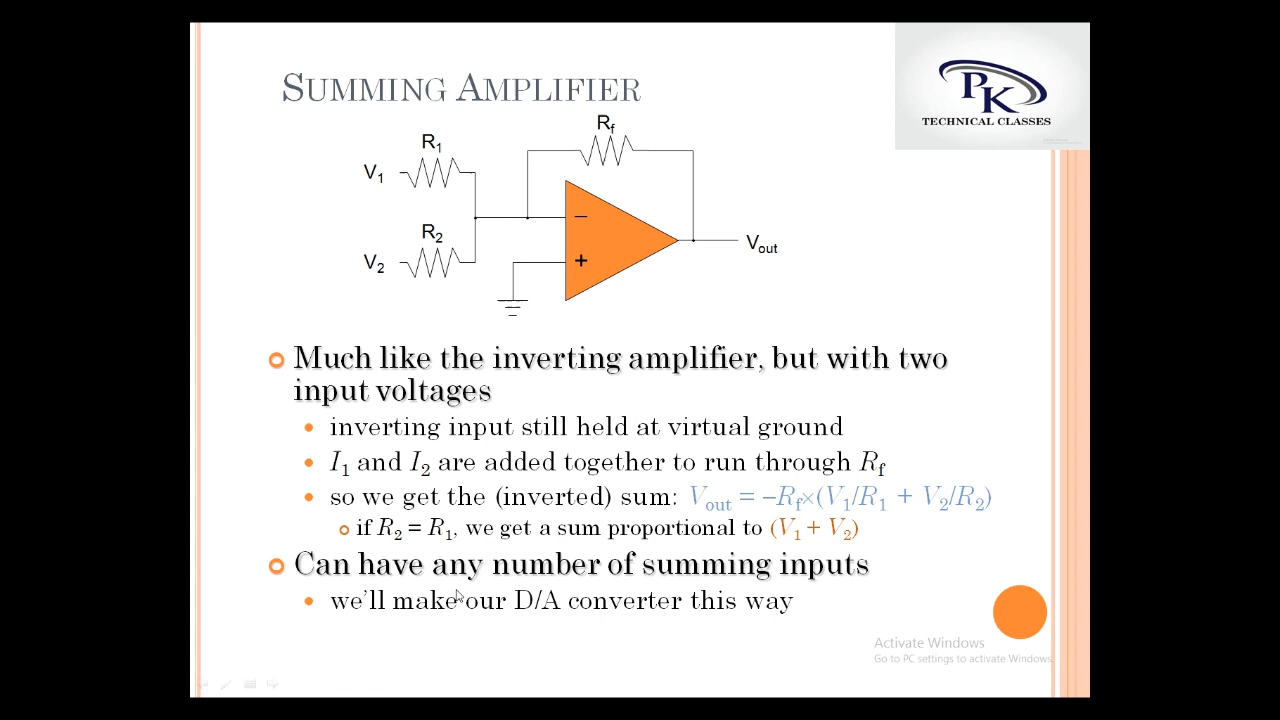 SUMMING AMPLIFIER
PK
TECHNICAL CLASSES
Rf
R1
V1
R2
V2
−
+
Vout
Much like the inverting amplifier, but with two
input voltages
inverting input still held at virtual ground
I1 and I2 are added together to run through Rf
so we get the (inverted) sum: Vout = –Rf×(V1/R1 + V2/R2)
if R2 = R1, we get a sum proportional to (V1 + V2)
Can have any number of summing inputs
we'll make our D/A converter this way
Activate Windows
Go to PC settings to activate Windows.